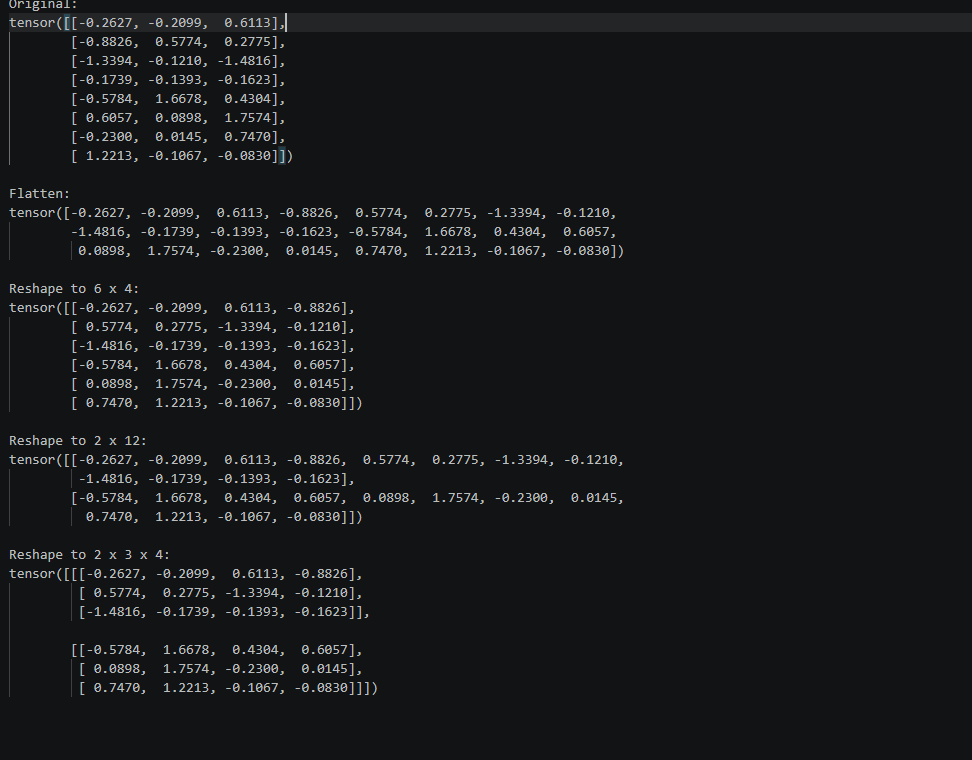 Original:
tensor([[-0.2627, -0.2099,  0.6113],
        [-0.8826,  0.5774,  0.2775],
        [-1.3394, -0.1210, -1.4816],
        [-0.1739, -0.1393, -0.1623],
        [-0.5784,  1.6678,  0.4304],
        [ 0.6057,  0.0898,  1.7574],
        [-0.2300,  0.0145,  0.7470],
        [ 1.2213, -0.1067, -0.0830]])

Flatten:
tensor([-0.2627, -0.2099,  0.6113, -0.8826,  0.5774,  0.2775, -1.3394, -0.1210,
        -1.4816, -0.1739, -0.1393, -0.1623, -0.5784,  1.6678,  0.4304,  0.6057,
         0.0898,  1.7574, -0.2300,  0.0145,  0.7470,  1.2213, -0.1067, -0.0830])

Reshape to 6 x 4:
tensor([[-0.2627, -0.2099,  0.6113, -0.8826],
        [ 0.5774,  0.2775, -1.3394, -0.1210],
        [-1.4816, -0.1739, -0.1393, -0.1623],
        [-0.5784,  1.6678,  0.4304,  0.6057],
        [ 0.0898,  1.7574, -0.2300,  0.0145],
        [ 0.7470,  1.2213, -0.1067, -0.0830]])

Reshape to 2 x 12:
tensor([[-0.2627, -0.2099,  0.6113, -0.8826,  0.5774,  0.2775, -1.3394, -0.1210,
         -1.4816, -0.1739, -0.1393, -0.1623],
        [-0.5784,  1.6678,  0.4304,  0.6057,  0.0898,  1.7574, -0.2300,  0.0145,
          0.7470,  1.2213, -0.1067, -0.0830]])

Reshape to 2 x 3 x 4:
tensor([[[-0.2627, -0.2099,  0.6113, -0.8826],
         [ 0.5774,  0.2775, -1.3394, -0.1210],
         [-1.4816, -0.1739, -0.1393, -0.1623]],

        [[-0.5784,  1.6678,  0.4304,  0.6057],
         [ 0.0898,  1.7574, -0.2300,  0.0145],
         [ 0.7470,  1.2213, -0.1067, -0.0830]]])